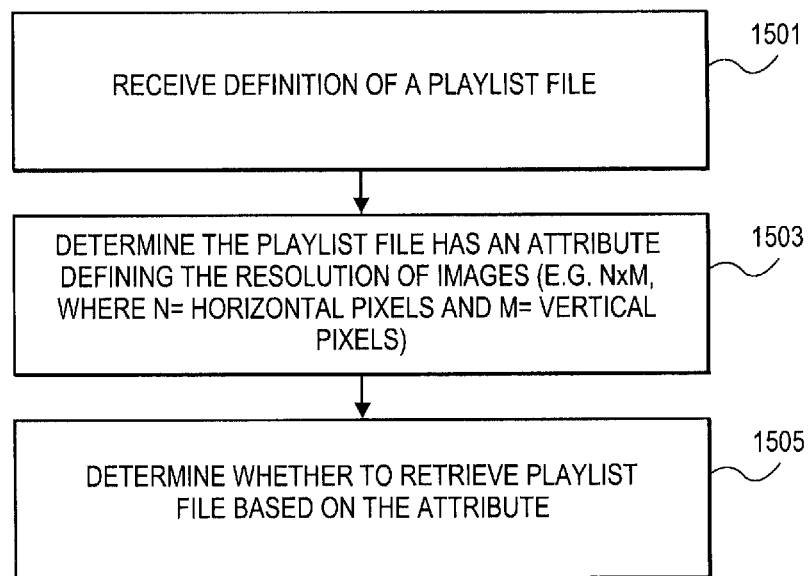 1501
RECEIVE DEFINITION OF A PLAYLIST FILE
DETERMINE THE PLAYLIST FILE HAS AN ATTRIBUTE
DEFINING THE RESOLUTION OF IMAGES (E.G. NxM,
WHERE N= HORIZONTAL PIXELS AND M= VERTICAL
PIXELS)
1503
DETERMINE WHETHER TO RETRIEVE PLAYLIST
FILE BASED ON THE ATTRIBUTE
1505